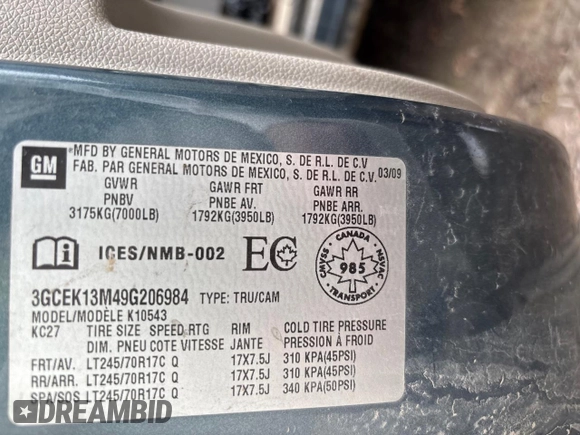 GM
*MFD BY GENERAL MOTORS DE MEXICO, S. DE R.L. DE C.V
FAB. PAR GENERAL MOTORS DE MEXICO, S. DE R.L. DE C.V. 03/09
GVWR GAWR FRT GAWR RR
PNBV PNBE AV. PNBE ARR.
3175KG(7000LB) 1792KG(3950LB) 1792KG(3950LB)
ICES/NMB-002 EC
CANADA
CMVSS 985 NSVAC
TRANSPORT
3GCEK13M49G206984 TYPE: TRU/CAM
MODEL/MODÈLE K10543
KC27 TIRE SIZE SPEED RTG RIM COLD TIRE PRESSURE
DIM. PNEU COTE VITESSE JANTE PRESSION À FROID
FRT/AV. LT245/70R17C Q 17X7.5J 310 KPA(45PSI)
RR/ARR. LT245/70R17C Q 17X7.5J 310 KPA(45PSI)
SPA/SOS LT245/70R17C Q 17X7.5J 340 KPA(50PSI)
DREAMBID